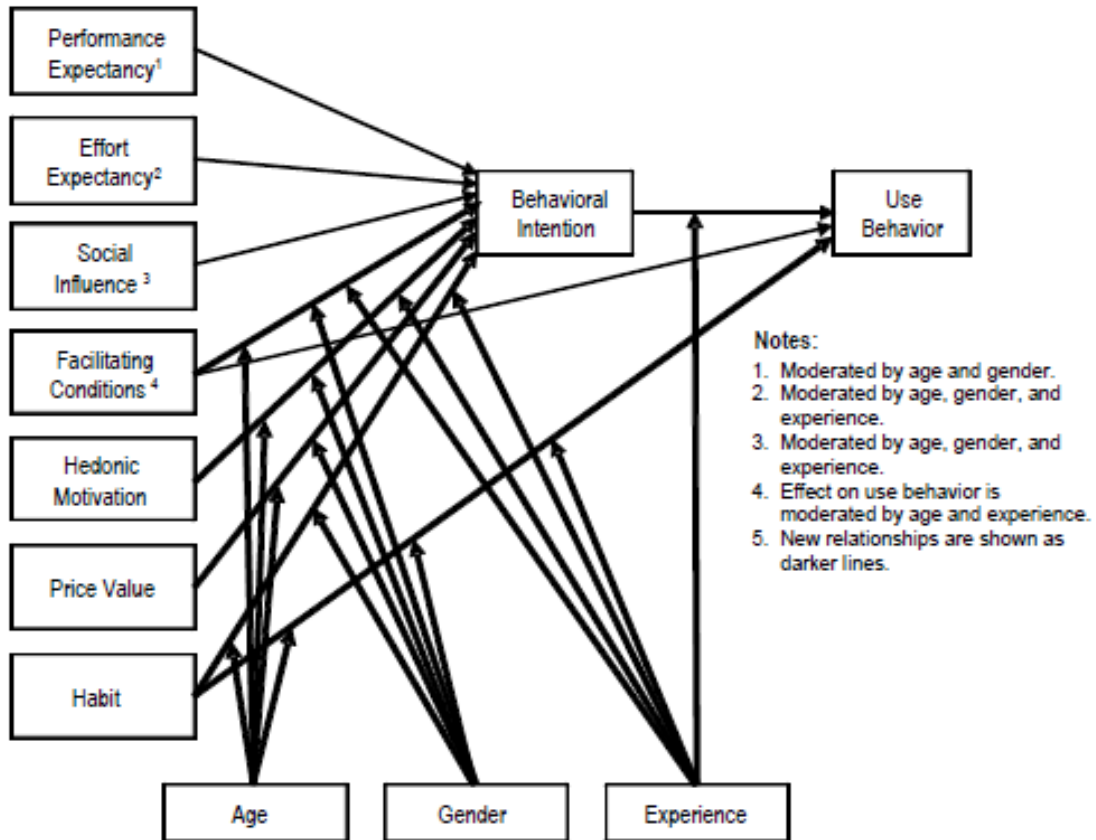 Performance
Expectancy¹
Effort
Expectancy²
Behavioral
Intention
Use
Behavior
Social
Influence ³
Facilitating
Conditions ⁴
Notes:
1. Moderated by age and gender.
2. Moderated by age, gender, and
experience.
3. Moderated by age, gender, and
experience.
4. Effect on use behavior is
moderated by age and experience.
5. New relationships are shown as
darker lines.
Hedonic
Motivation
Price Value
Habit
Age
Gender
Experience